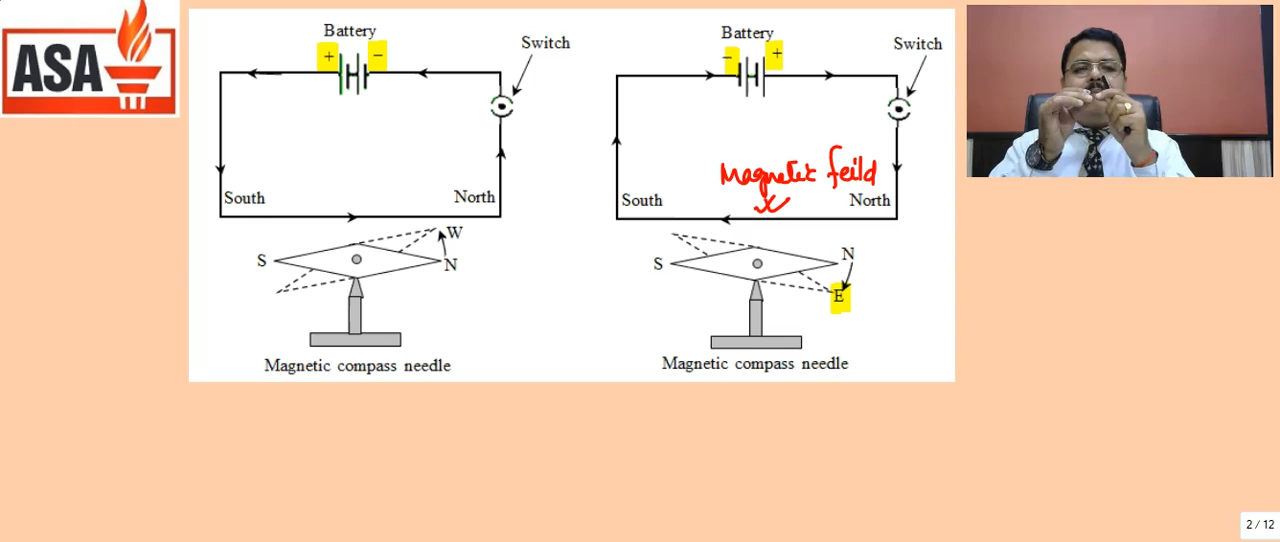 ASA
Battery
+ −
Switch
South
North
S
W
N
Magnetic compass needle
Battery
− +
Switch
Magnetic feild
South
North
S
N
E
Magnetic compass needle
2 / 12